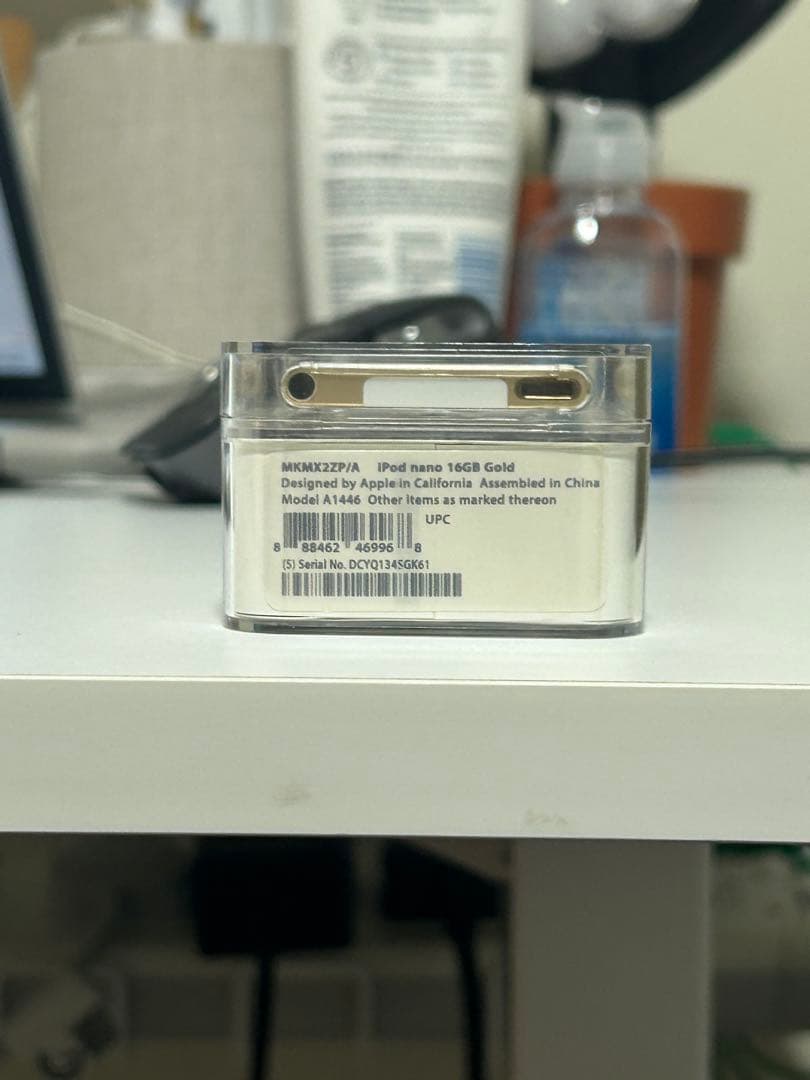 MKMX2ZP/A iPod nano 16GB Gold
Designed by Apple in California Assembled in China
Model A1446 Other items as marked thereon
UPC
8 88462 46996 8
(S) Serial No. DCYQ134SGK61